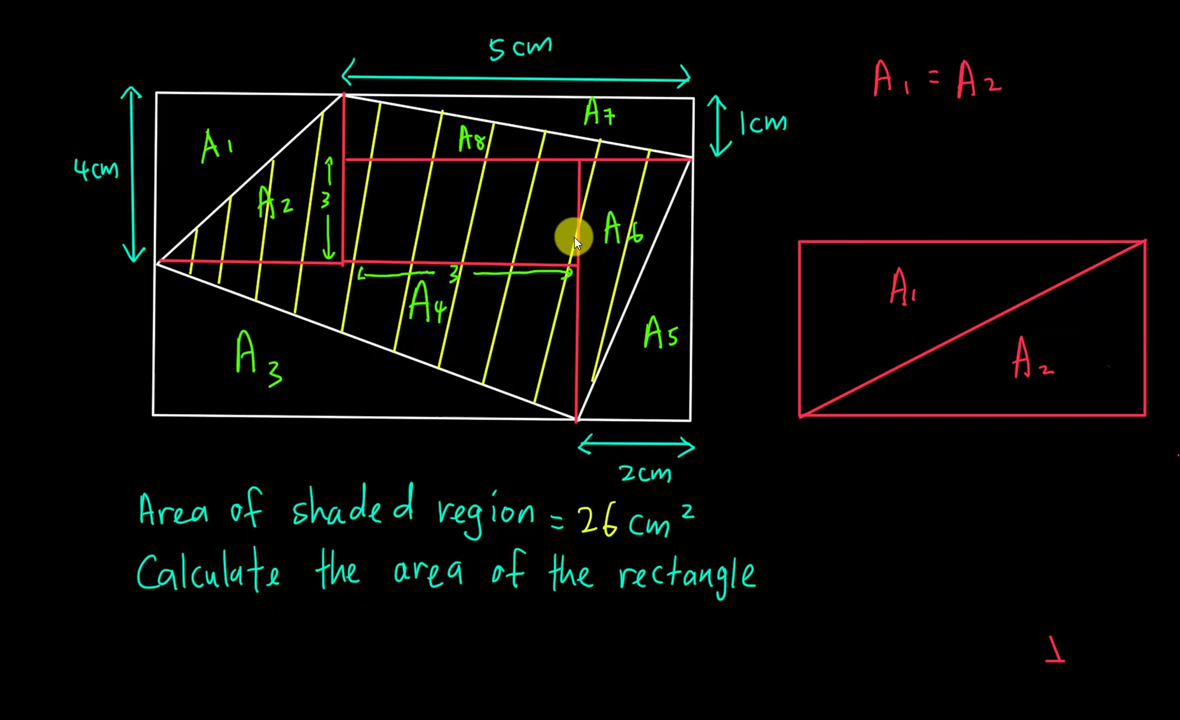 5cm
A1 = A2
A7
1cm
A8
A1
4cm
3
A2
A6
3
A4
A1
A5
A3
A2
2cm
Area of shaded region = 26 cm²
Calculate the area of the rectangle
1